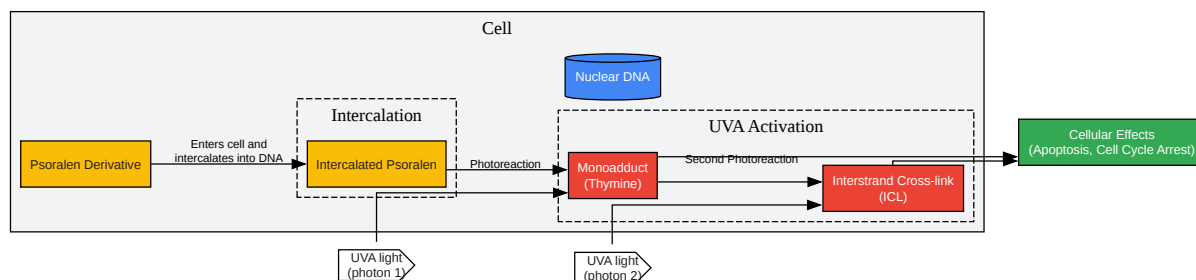 Cell
Nuclear DNA
Intercalation
UVA Activation
Psoralen Derivative
Enters cell and
intercalates into DNA
Intercalated Psoralen
Photoreaction
Monoadduct
(Thymine)
Second Photoreaction
Interstrand Cross-link
(ICL)
Cellular Effects
(Apoptosis, Cell Cycle Arrest)
UVA light
(photon 1)
UVA light
(photon 2)